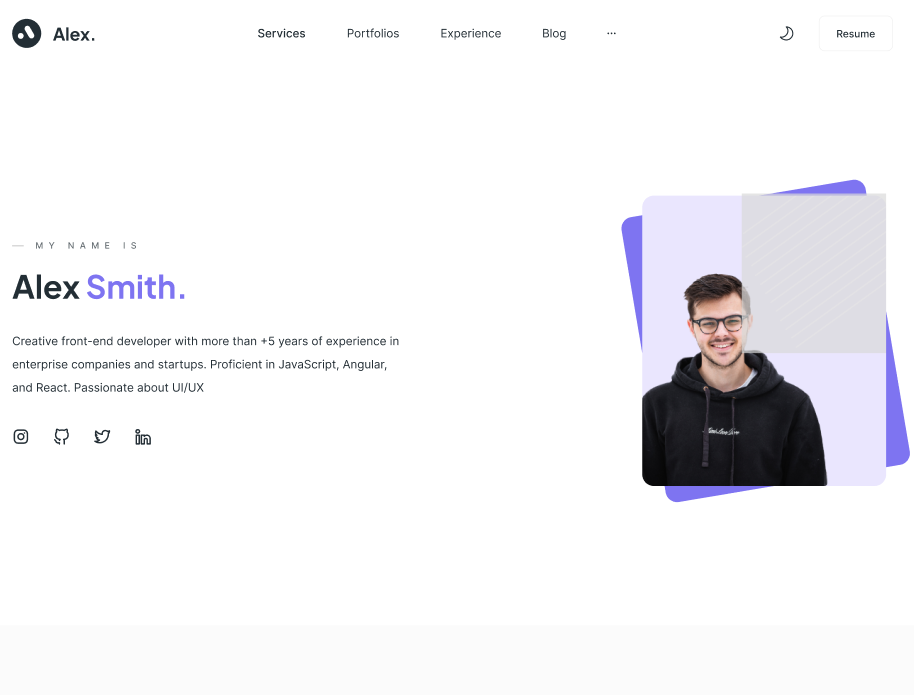 Alex.
Services
Portfolios
Experience
Blog
...
Resume
MY NAME IS
Alex Smith.
Creative front-end developer with more than +5 years of experience in
enterprise companies and startups. Proficient in JavaScript, Angular,
and React. Passionate about UI/UX